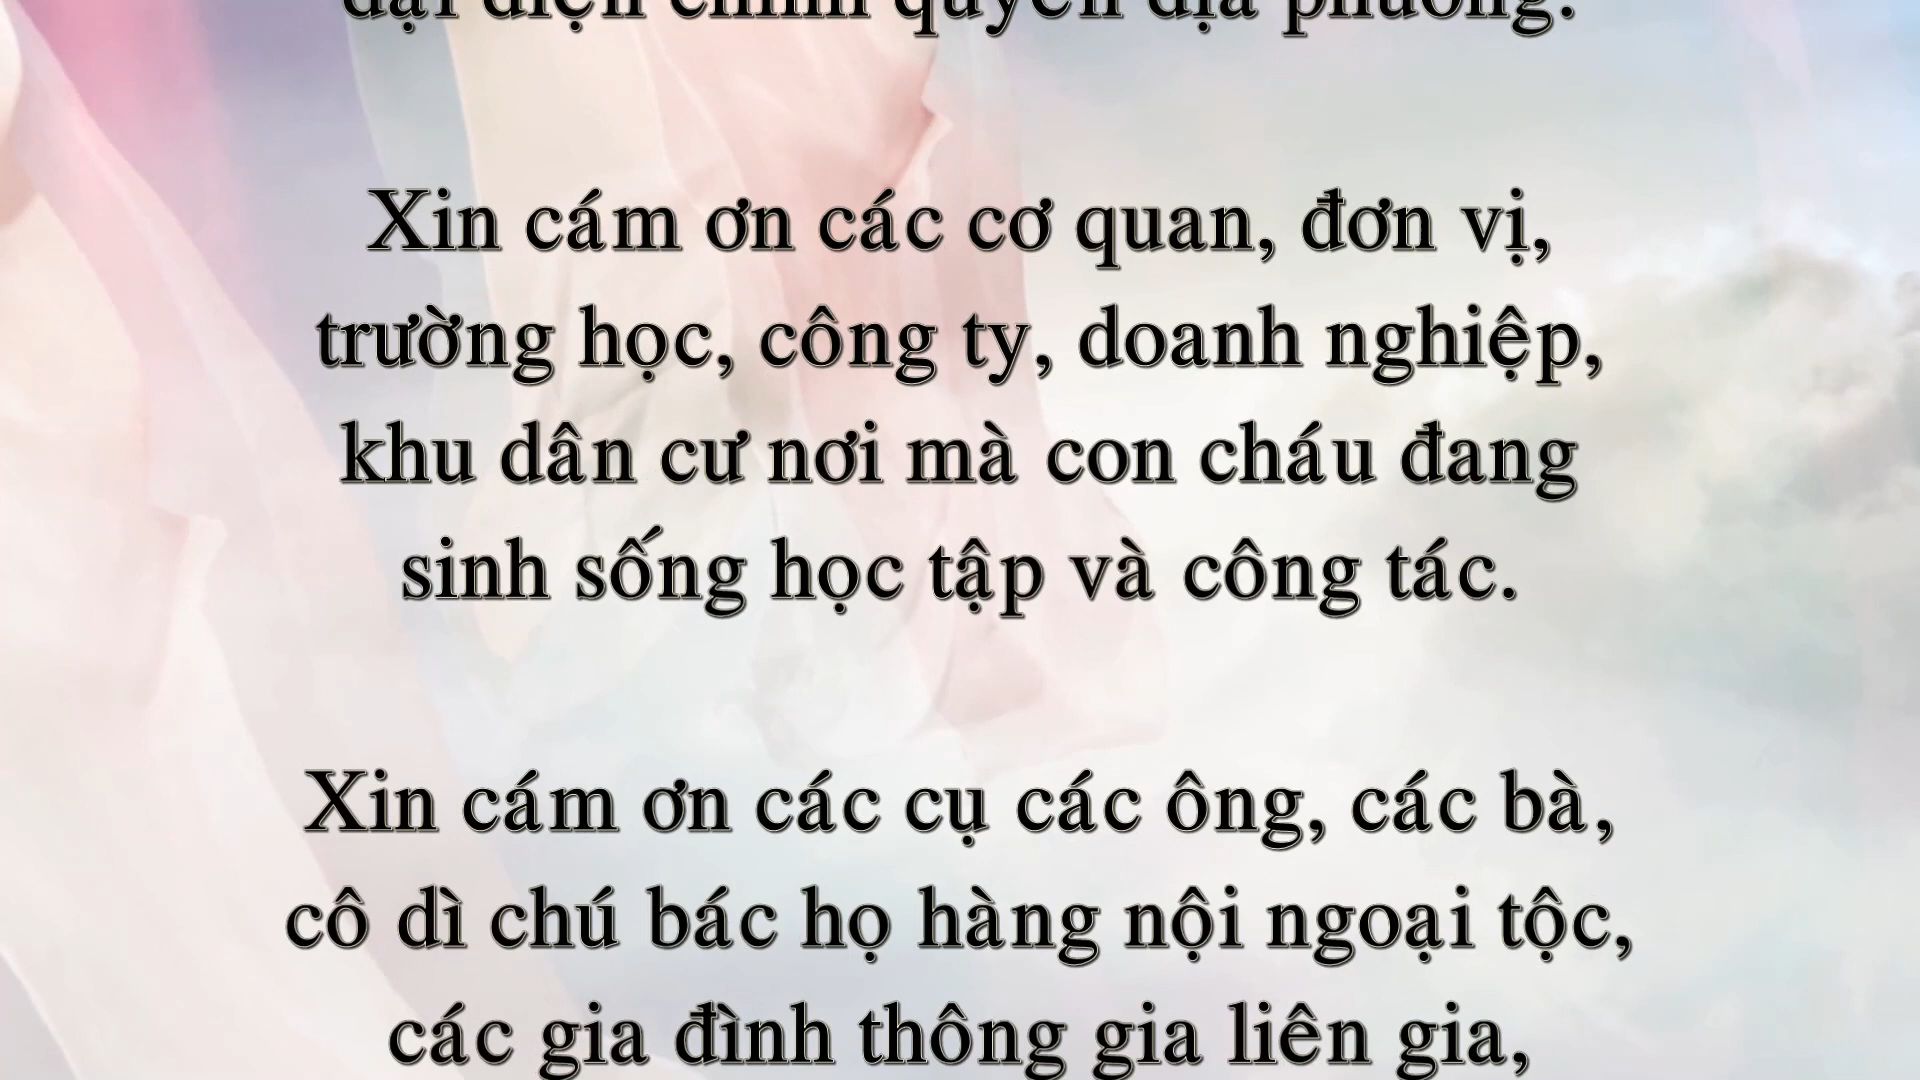 đại diện chính quyền địa phương.
Xin cám ơn các cơ quan, đơn vị,
trường học, công ty, doanh nghiệp,
khu dân cư nơi mà con cháu đang
sinh sống học tập và công tác.
Xin cám ơn các cụ các ông, các bà,
cô dì chú bác họ hàng nội ngoại tộc,
các gia đình thông gia liên gia,